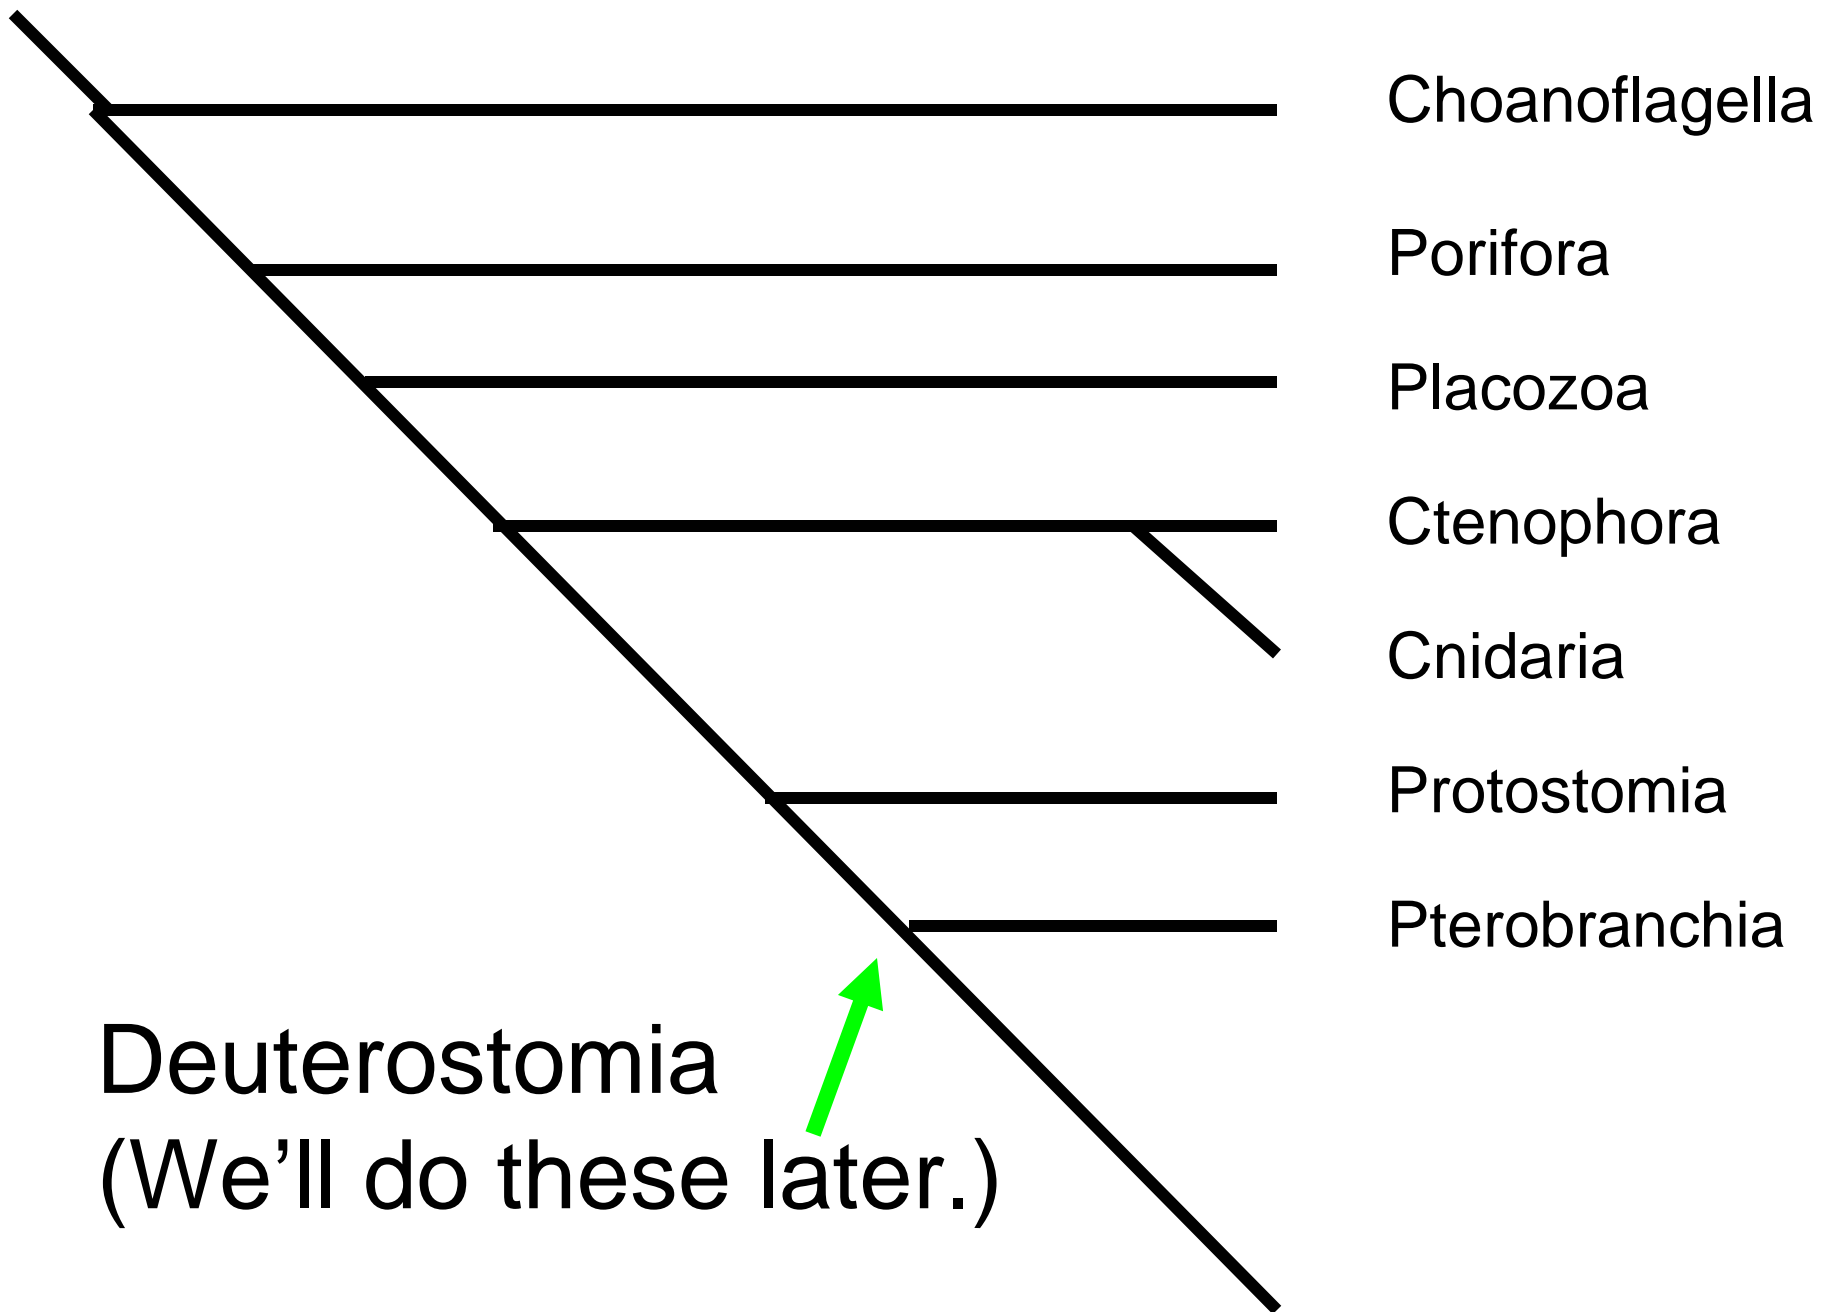 Choanoflagella
Porifora
Placozoa
Ctenophora
Cnidaria
Protostomia
Pterobranchia
Deuterostomia
(We’ll do these later.)